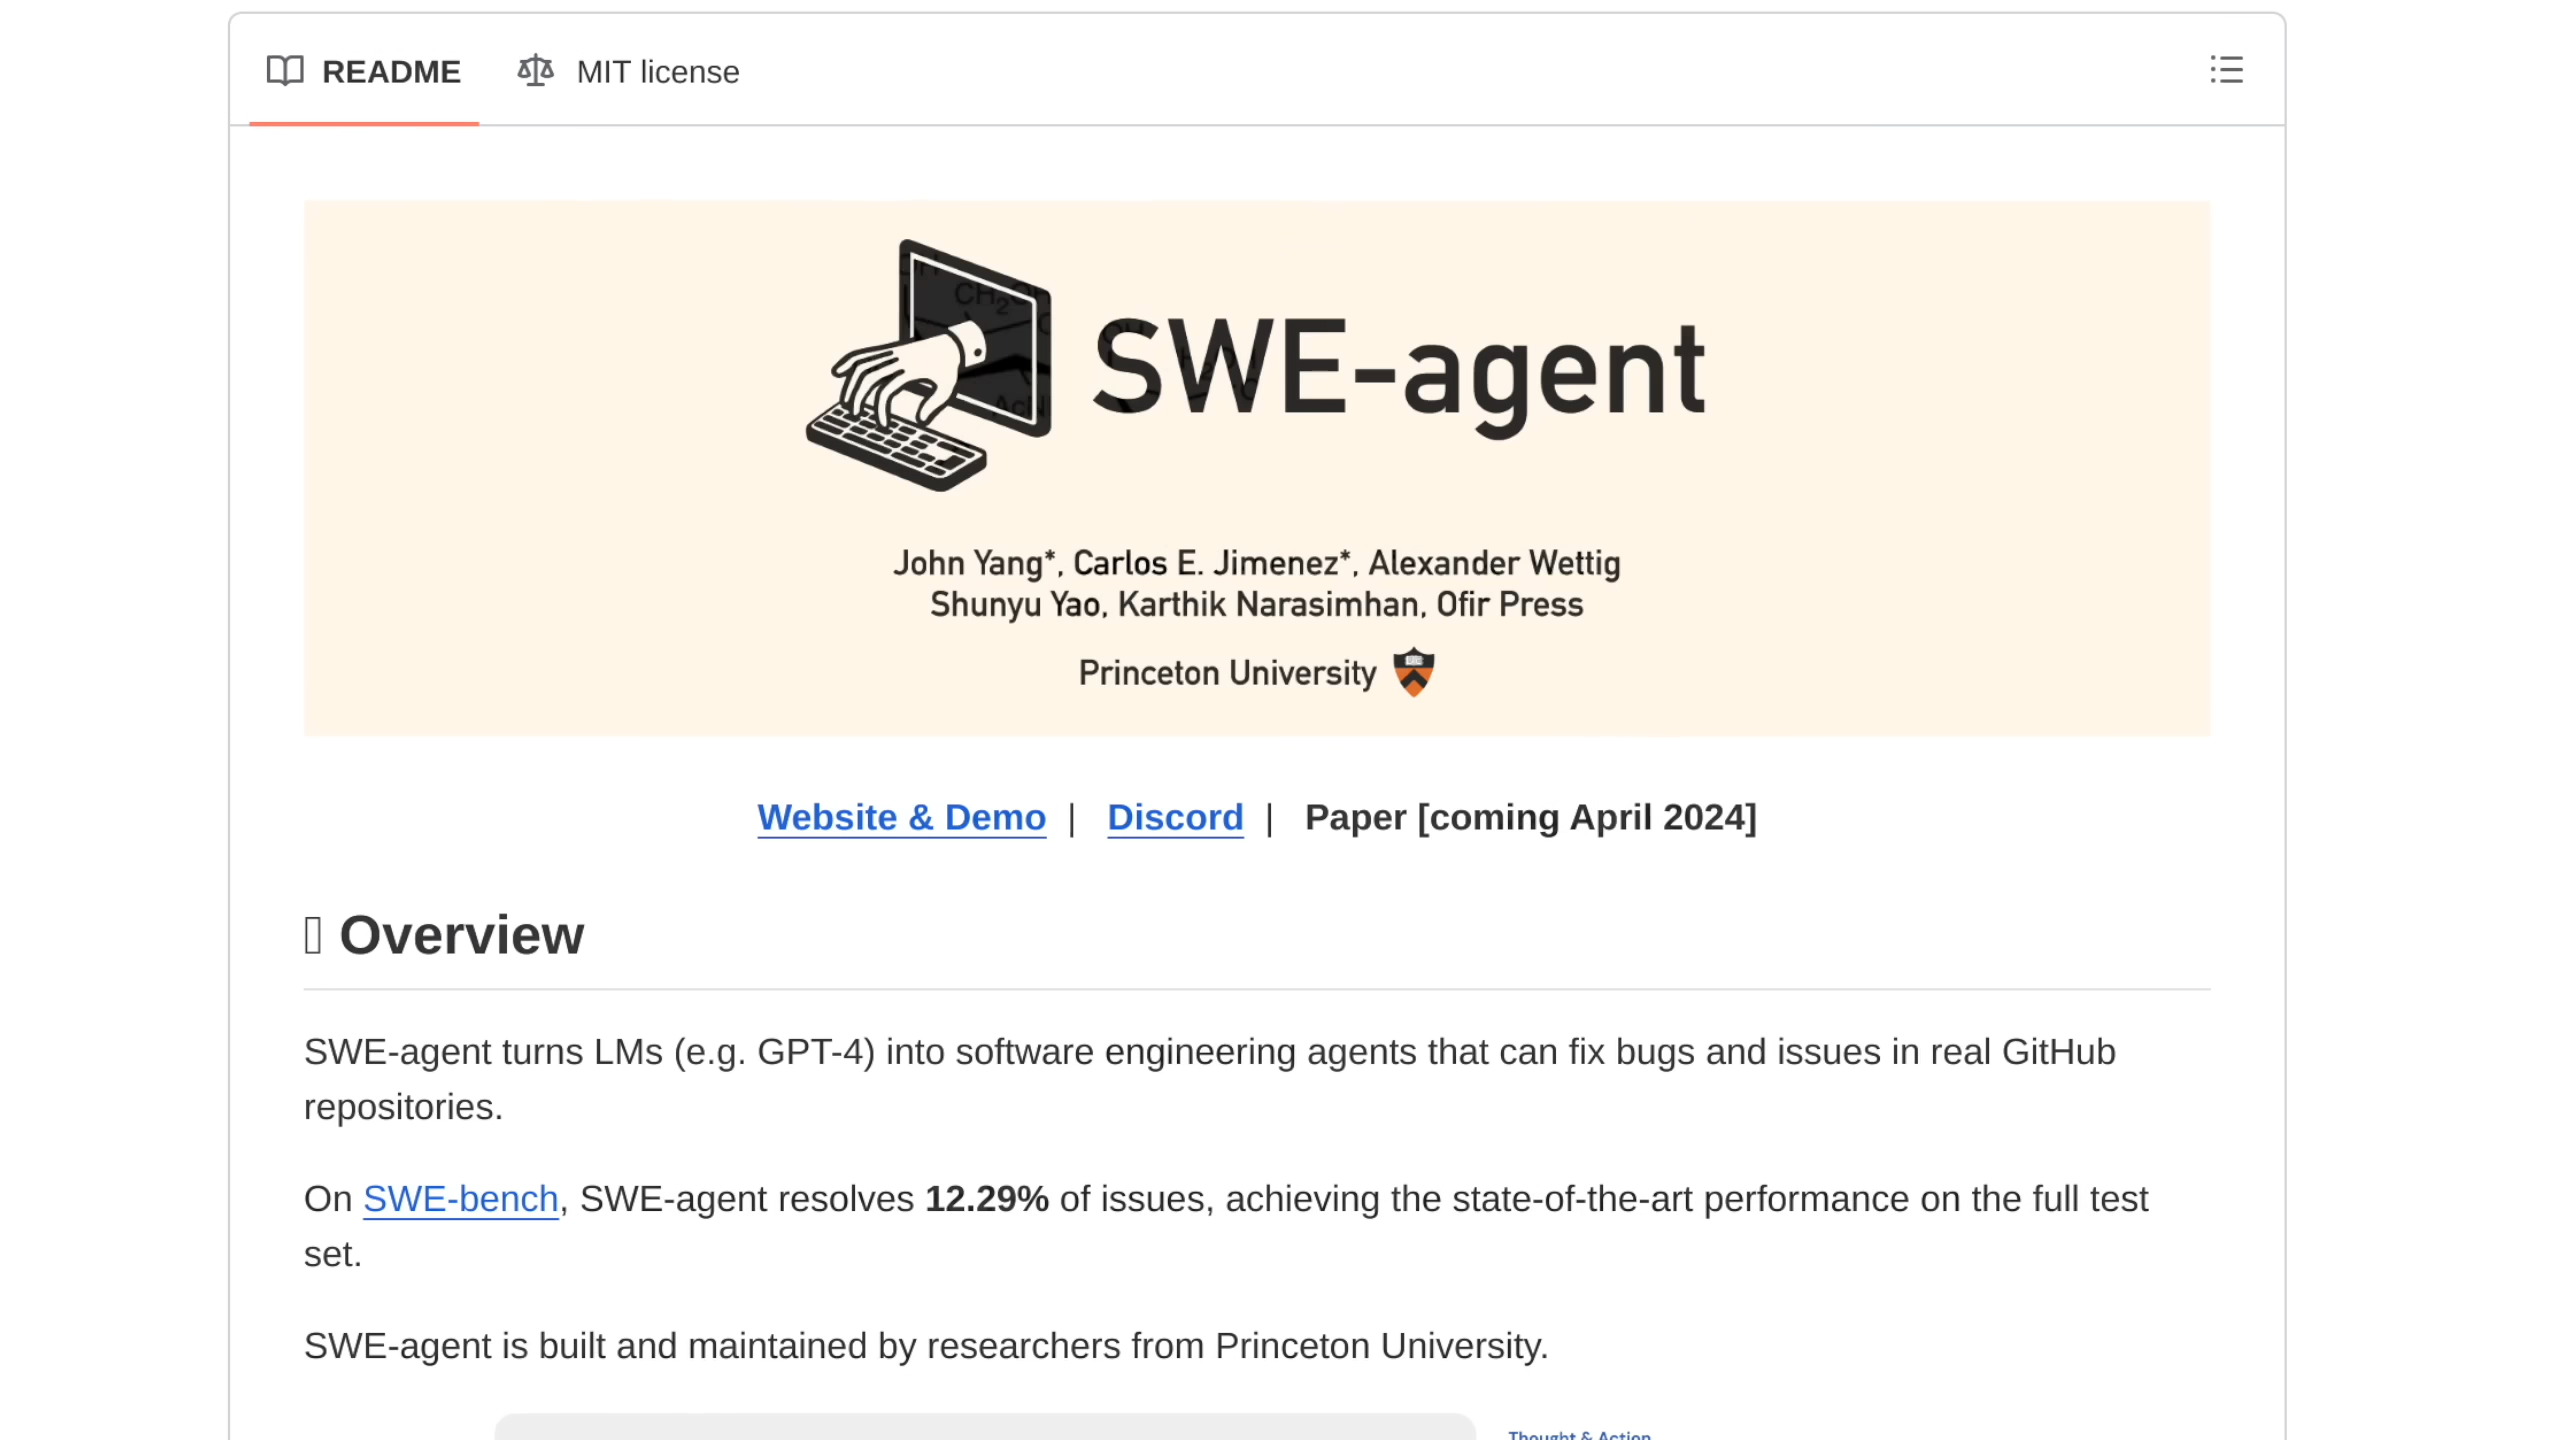 README MIT license
SWE-agent
John Yang*, Carlos E. Jimenez*, Alexander Wettig
Shunyu Yao, Karthik Narasimhan, Ofir Press
Princeton University
Website & Demo | Discord | Paper [coming April 2024]
Overview
SWE-agent turns LMs (e.g. GPT-4) into software engineering agents that can fix bugs and issues in real GitHub
repositories.
On SWE-bench, SWE-agent resolves 12.29% of issues, achieving the state-of-the-art performance on the full test
set.
SWE-agent is built and maintained by researchers from Princeton University.
Thought & Action